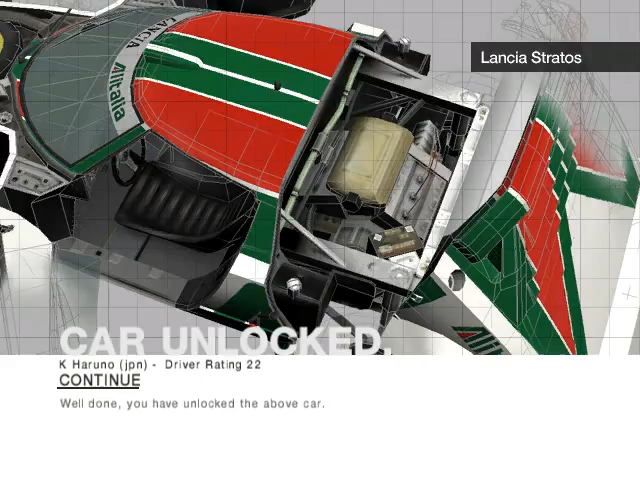 Lancia Stratos
LANCIA
Alitalia
CAR UNLOCKED.
K Haruno (jpn) - Driver Rating 22
CONTINUE
Well done, you have unlocked the above car.